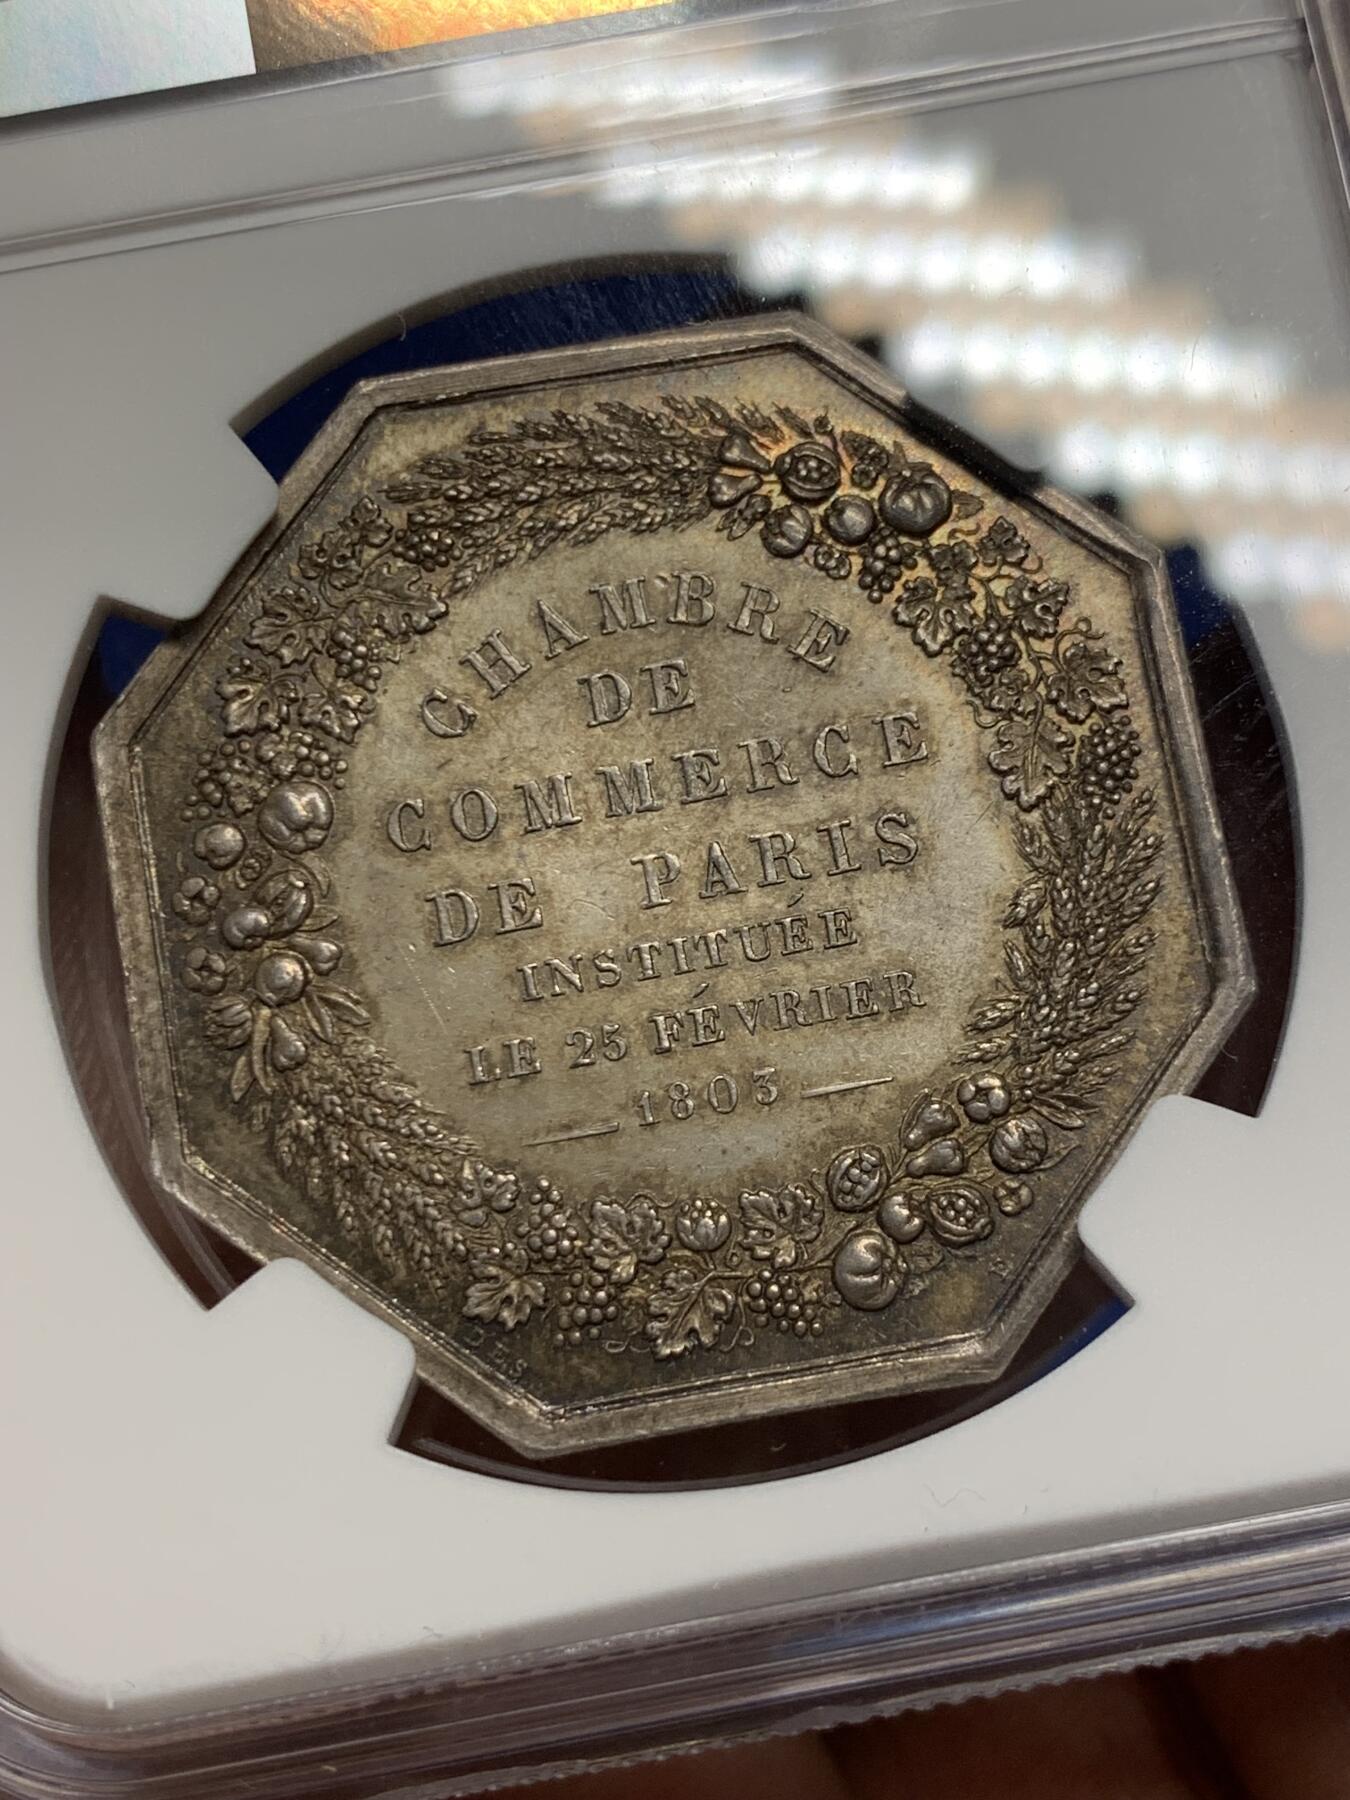 CHAMBRE
DE
COMMERCE
DE PARIS
INSTITUÉE
LE 25 FÉVRIER
1803